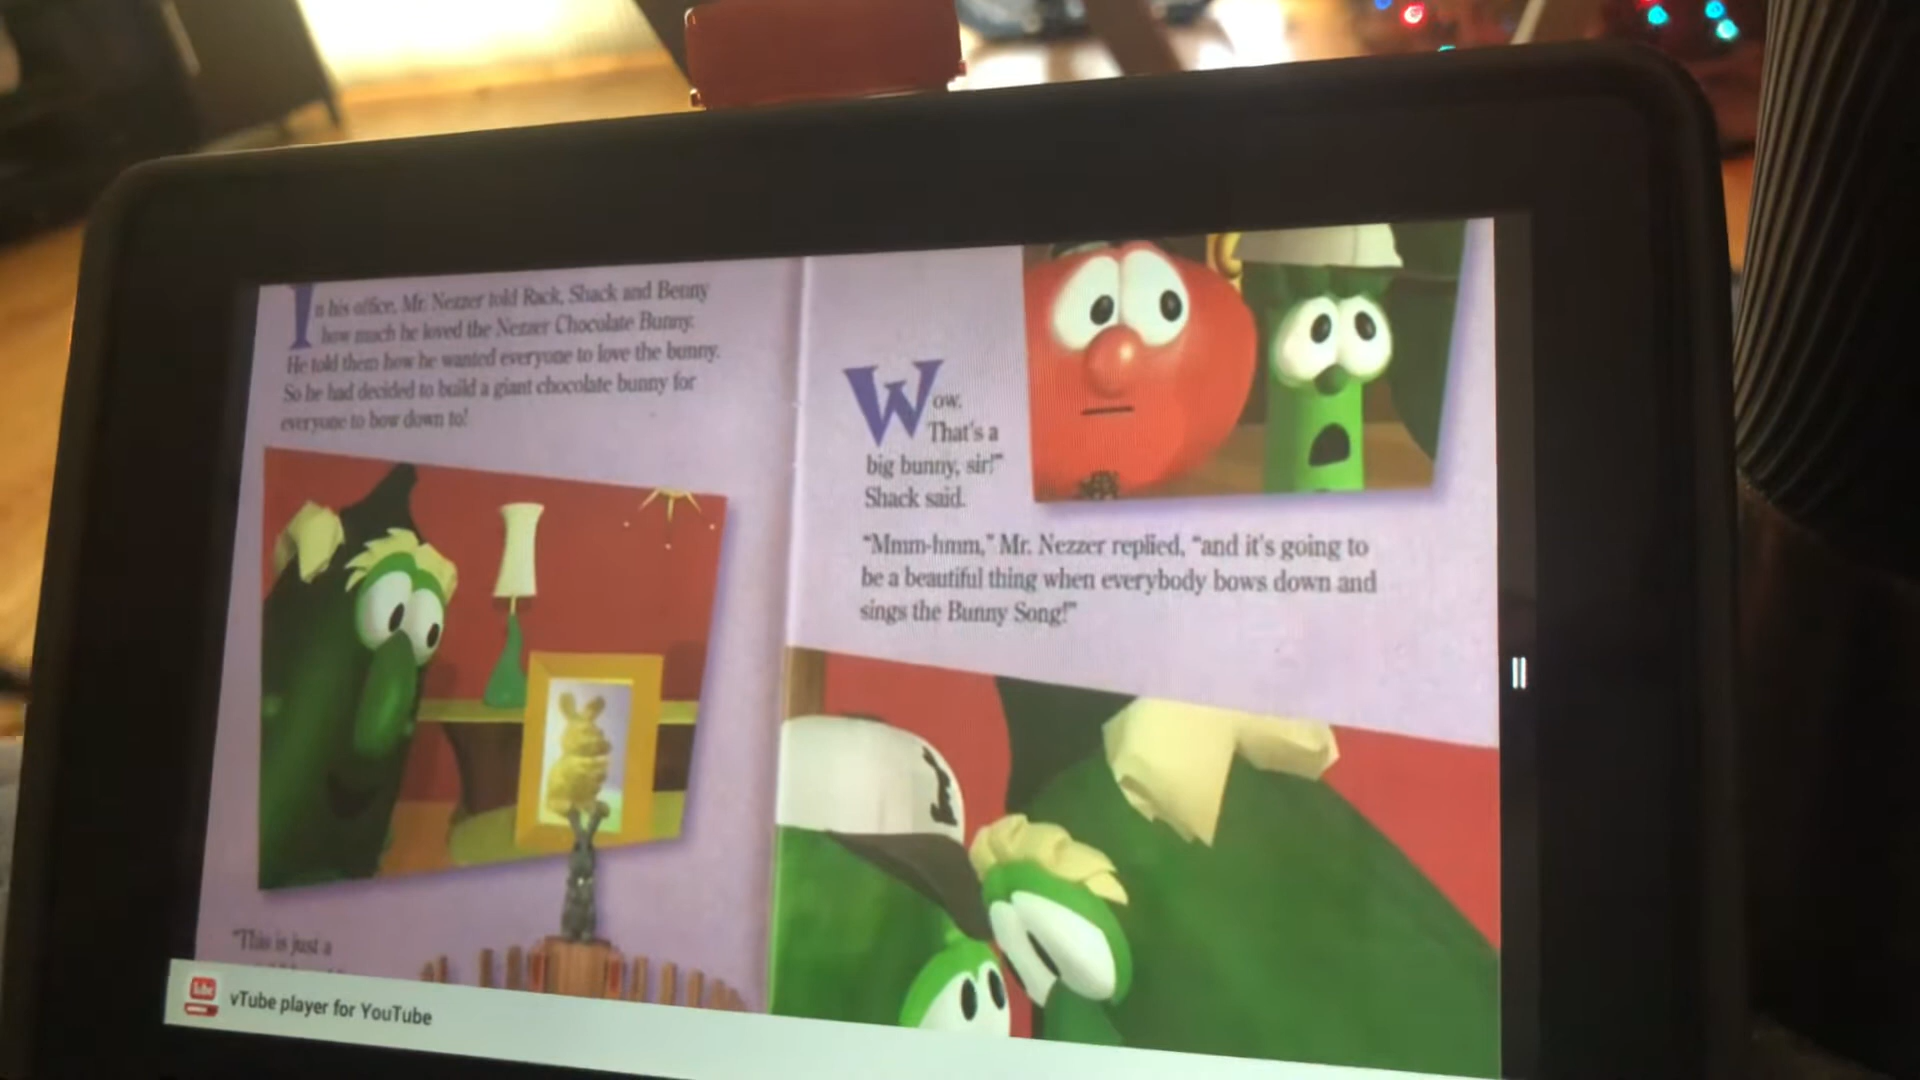 In his office, Mr. Nezzer told Rack, Shack and Benny
how much he loved the Nezzer Chocolate Bunny.
He told them how he wanted everyone to love the bunny.
So he had decided to build a giant chocolate bunny for
everyone to bow down to!
"This is just a
Wow.
That's a
big bunny, sir!"
Shack said.
"Mmm-hmm," Mr. Nezzer replied, "and it's going to
be a beautiful thing when everybody bows down and
sings the Bunny Song!"
vTube player for YouTube